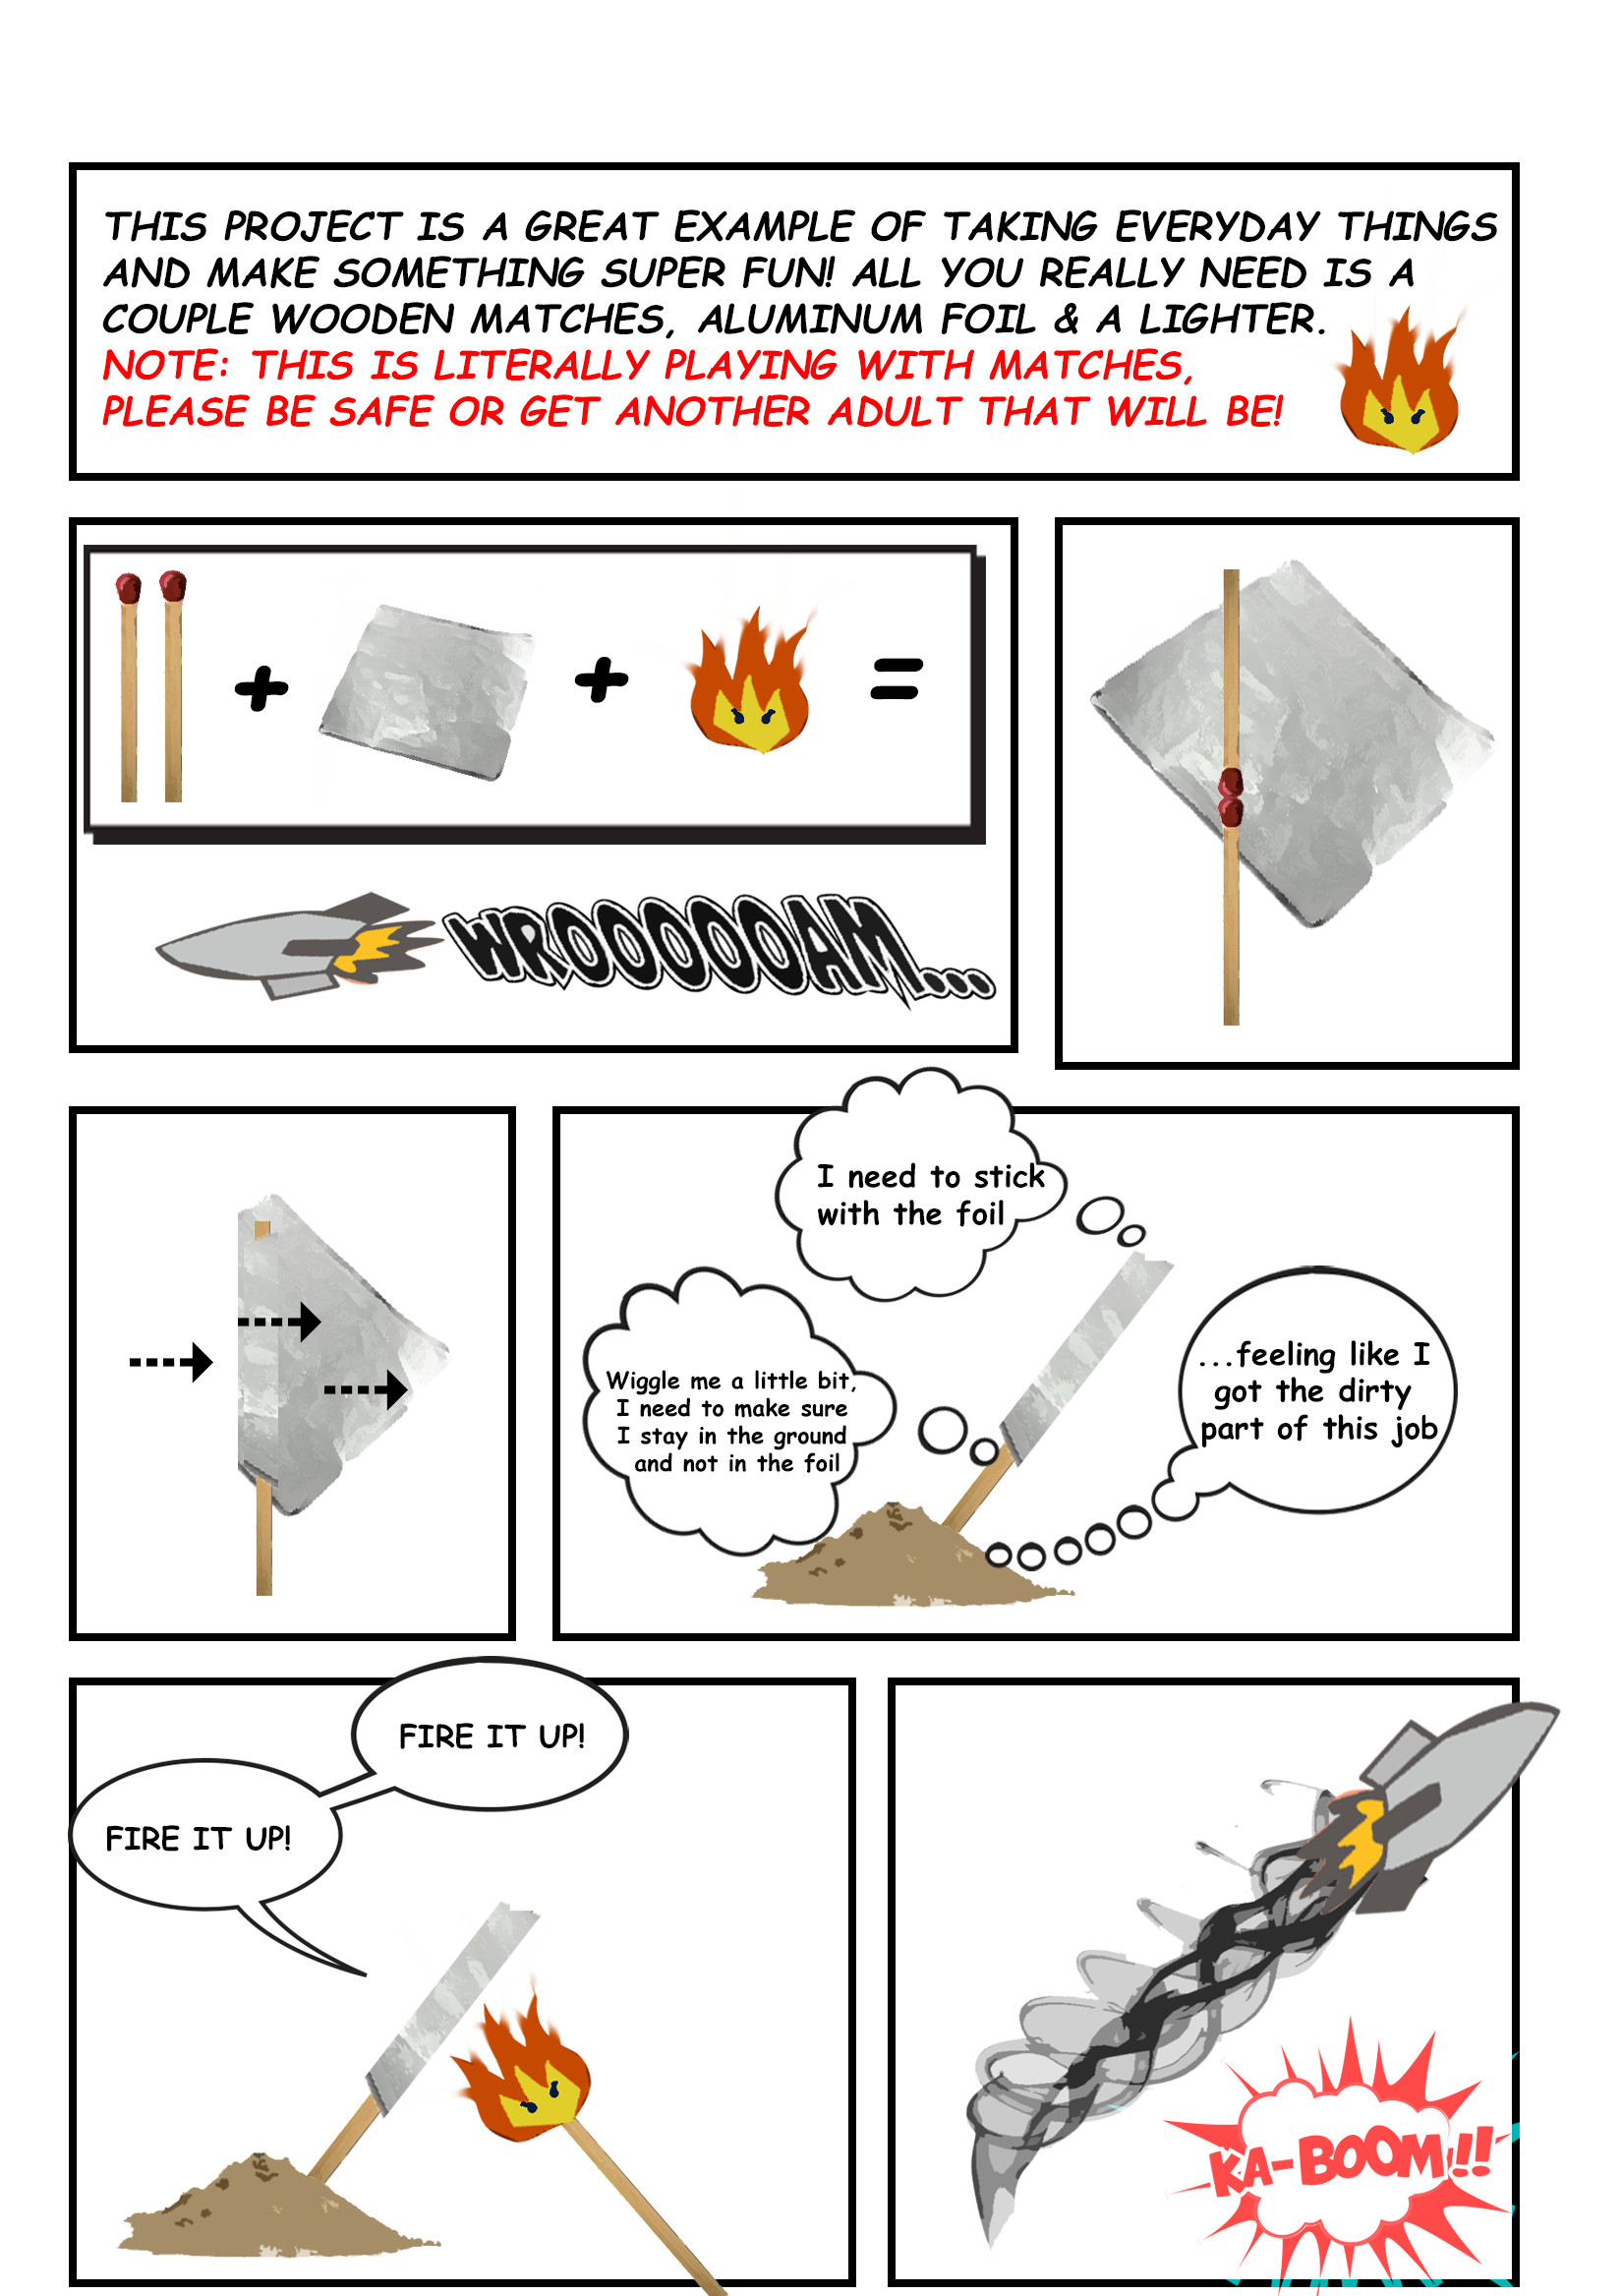 THIS PROJECT IS A GREAT EXAMPLE OF TAKING EVERYDAY THINGS
AND MAKE SOMETHING SUPER FUN! ALL YOU REALLY NEED IS A
COUPLE WOODEN MATCHES, ALUMINUM FOIL & A LIGHTER.
NOTE: THIS IS LITERALLY PLAYING WITH MATCHES,
PLEASE BE SAFE OR GET ANOTHER ADULT THAT WILL BE!
+ + =
WROOOOOAM...
I need to stick
with the foil
Wiggle me a little bit,
I need to make sure
I stay in the ground
and not in the foil
...feeling like I
got the dirty
part of this job
FIRE IT UP!
FIRE IT UP!
KA-BOOM!!